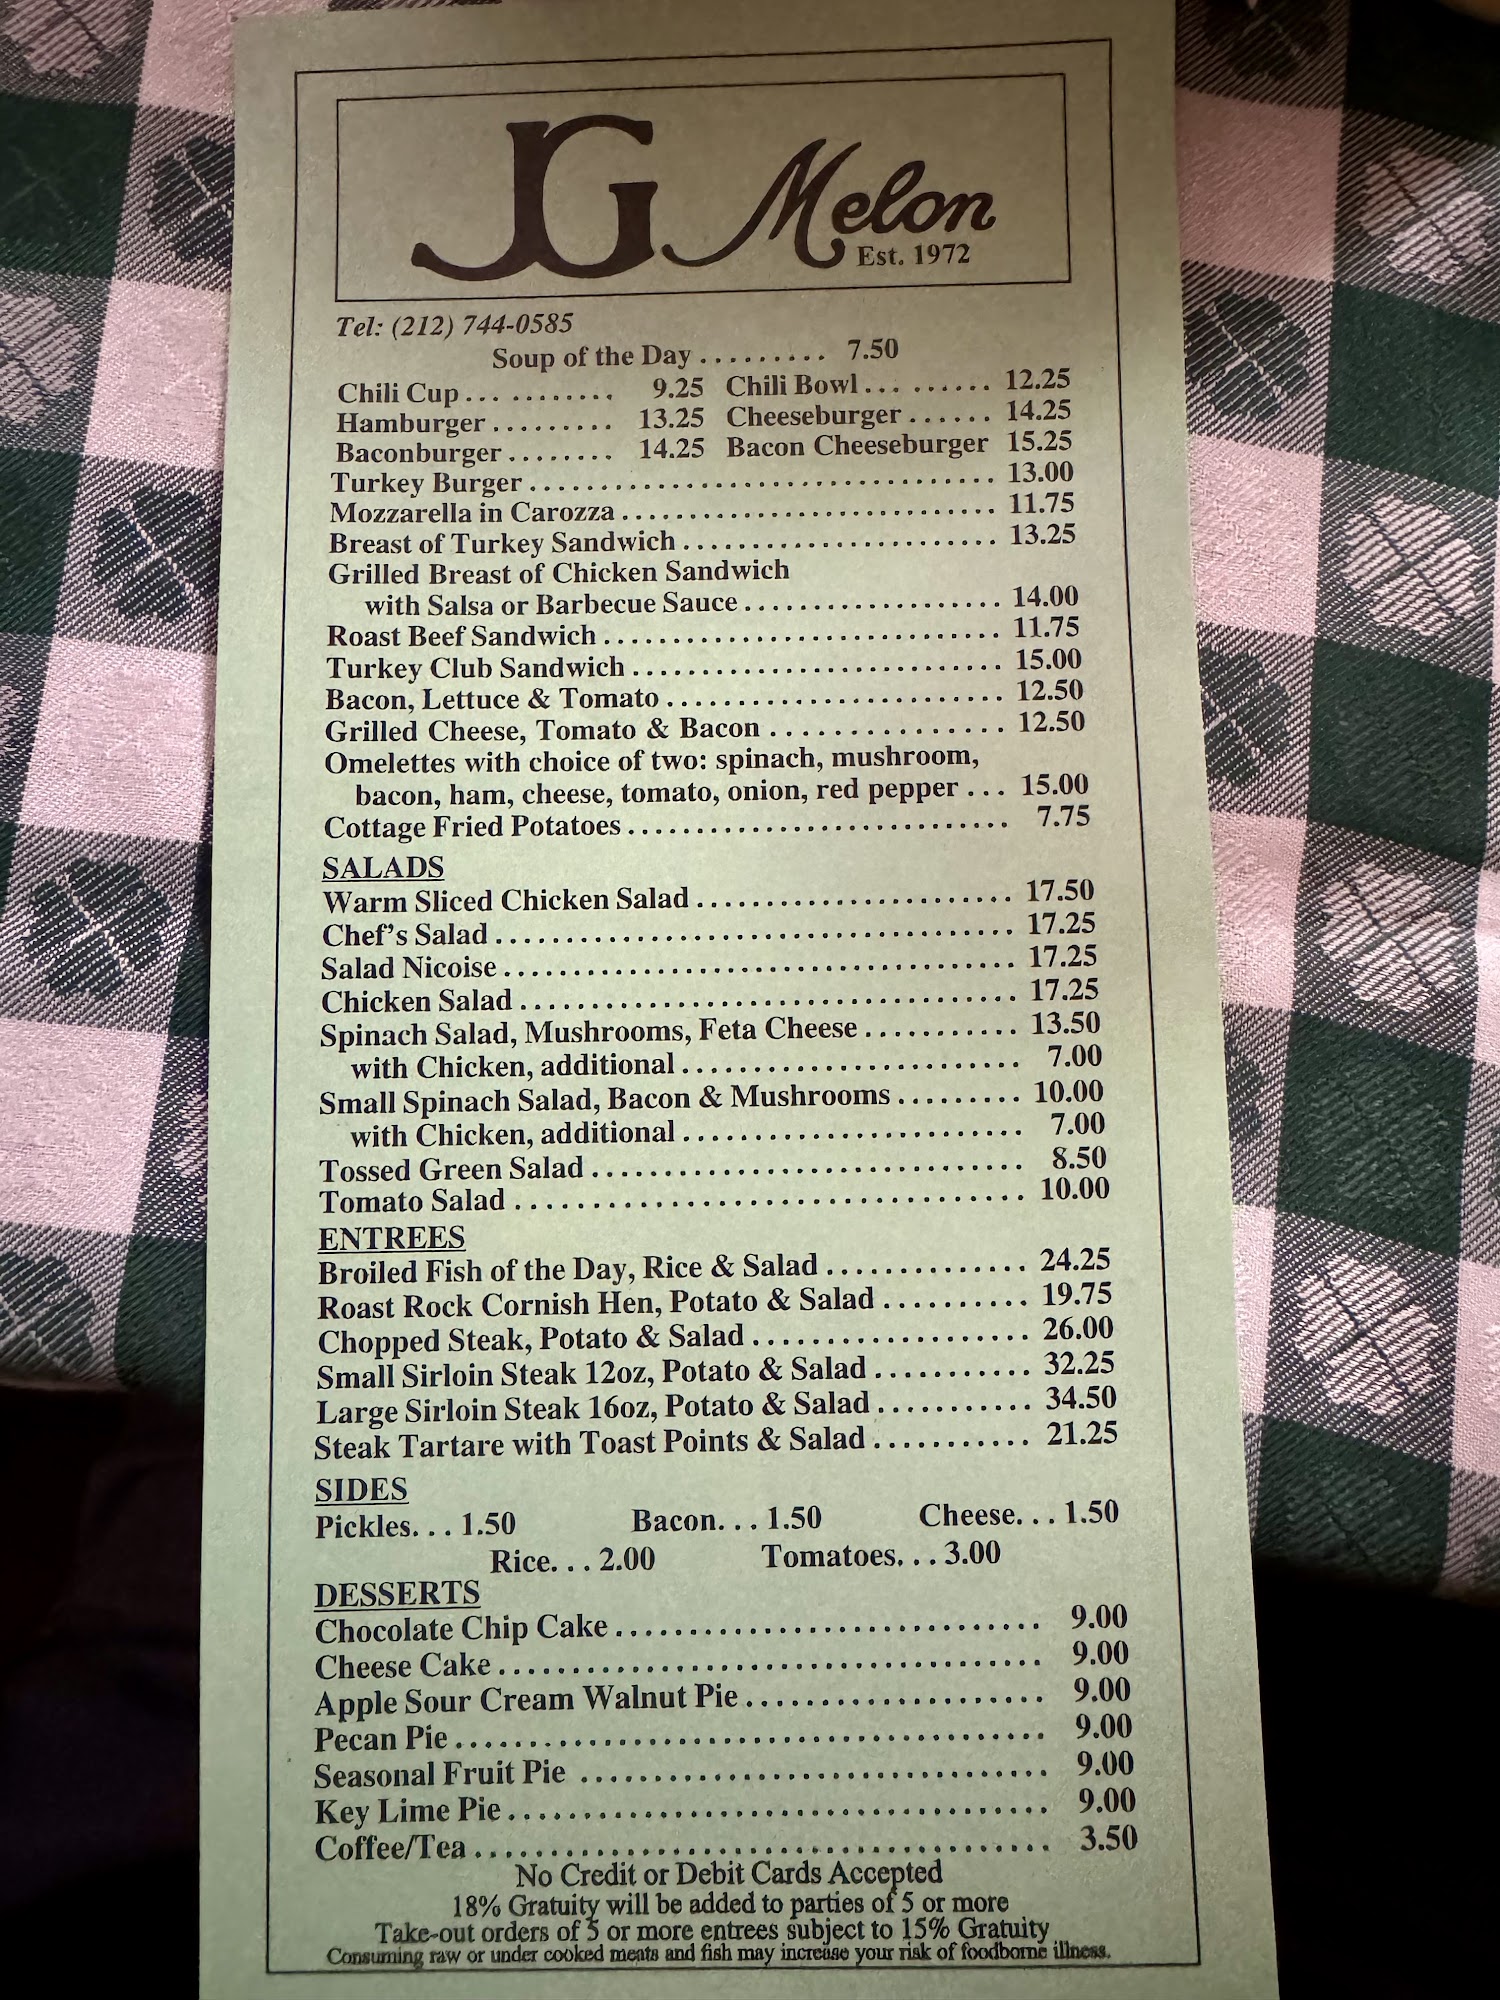 JG Melon
Est. 1972
Tel: (212) 744-0585
Soup of the Day ......... 7.50
Chili Cup... ......... 9.25 Chili Bowl... ...... 12.25
Hamburger ......... 13.25 Cheeseburger ...... 14.25
Baconburger ........ 14.25 Bacon Cheeseburger 15.25
Turkey Burger .................................. 13.00
Mozzarella in Carozza ........................... 11.75
Breast of Turkey Sandwich ....................... 13.25
Grilled Breast of Chicken Sandwich
with Salsa or Barbecue Sauce ................... 14.00
Roast Beef Sandwich ............................. 11.75
Turkey Club Sandwich ........................... 15.00
Bacon, Lettuce & Tomato ......................... 12.50
Grilled Cheese, Tomato & Bacon ................ 12.50
Omelettes with choice of two: spinach, mushroom,
bacon, ham, cheese, tomato, onion, red pepper ... 15.00
Cottage Fried Potatoes ............................ 7.75
SALADS
Warm Sliced Chicken Salad ....................... 17.50
Chef's Salad ..................................... 17.25
Salad Nicoise .................................... 17.25
Chicken Salad ................................... 17.25
Spinach Salad, Mushrooms, Feta Cheese ........... 13.50
with Chicken, additional ........................ 7.00
Small Spinach Salad, Bacon & Mushrooms ......... 10.00
with Chicken, additional ........................ 7.00
Tossed Green Salad ............................... 8.50
Tomato Salad .................................... 10.00
ENTREES
Broiled Fish of the Day, Rice & Salad .............. 24.25
Roast Rock Cornish Hen, Potato & Salad .......... 19.75
Chopped Steak, Potato & Salad ................... 26.00
Small Sirloin Steak 12oz, Potato & Salad ........... 32.25
Large Sirloin Steak 16oz, Potato & Salad ........... 34.50
Steak Tartare with Toast Points & Salad ........... 21.25
SIDES
Pickles. . . 1.50 Bacon. . . 1.50 Cheese. . . 1.50
Rice. . . 2.00 Tomatoes. . . 3.00
DESSERTS
Chocolate Chip Cake ............................. 9.00
Cheese Cake ..................................... 9.00
Apple Sour Cream Walnut Pie ..................... 9.00
Pecan Pie ........................................ 9.00
Seasonal Fruit Pie ................................ 9.00
Key Lime Pie .................................... 9.00
Coffee/Tea ....................................... 3.50
No Credit or Debit Cards Accepted
18% Gratuity will be added to parties of 5 or more
Take-out orders of 5 or more entrees subject to 15% Gratuity
Consuming raw or under cooked meats and fish may increase your risk of foodborne illness.